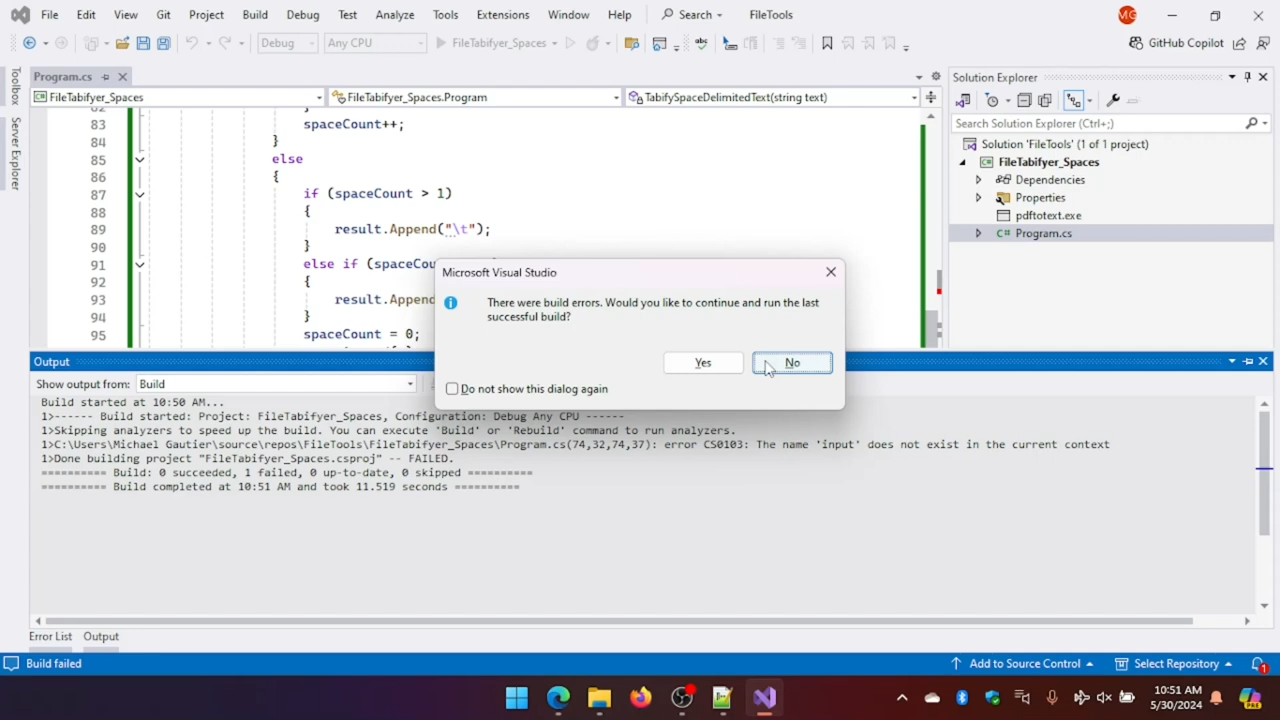 File Edit View Git Project Build Debug Test Analyze Tools Extensions Window Help Search FileTools MG
Debug Any CPU FileTabifyer_Spaces GitHub Copilot
Toolbox
Server Explorer
Program.cs
FileTabifyer_Spaces FileTabifyer_Spaces.Program TabifySpaceDelimitedText(string text)
82 }
83 spaceCount++;
84 }
85 else
86 {
87 if (spaceCount > 1)
88 {
89 result.Append("\t");
90 }
91 else if (spaceCou
92 {
93 result.Append
94 }
95 spaceCount = 0;
Solution Explorer
Search Solution Explorer (Ctrl+;)
Solution 'FileTools' (1 of 1 project)
FileTabifyer_Spaces
Dependencies
Properties
pdftotext.exe
C# Program.cs
Microsoft Visual Studio
There were build errors. Would you like to continue and run the last
successful build?
Yes No
Do not show this dialog again
Output
Show output from: Build
Build started at 10:50 AM...
1>------ Build started: Project: FileTabifyer_Spaces, Configuration: Debug Any CPU ------
1>Skipping analyzers to speed up the build. You can execute 'Build' or 'Rebuild' command to run analyzers.
1>C:\Users\Michael Gautier\source\repos\FileTools\FileTabifyer_Spaces\Program.cs(74,32,74,37): error CS0103: The name 'input' does not exist in the current context
1>Done building project "FileTabifyer_Spaces.csproj" -- FAILED.
========== Build: 0 succeeded, 1 failed, 0 up-to-date, 0 skipped ==========
========== Build completed at 10:51 AM and took 11.519 seconds ==========
Error List Output
Build failed Add to Source Control Select Repository 1
10:51 AM
5/30/2024
PRE